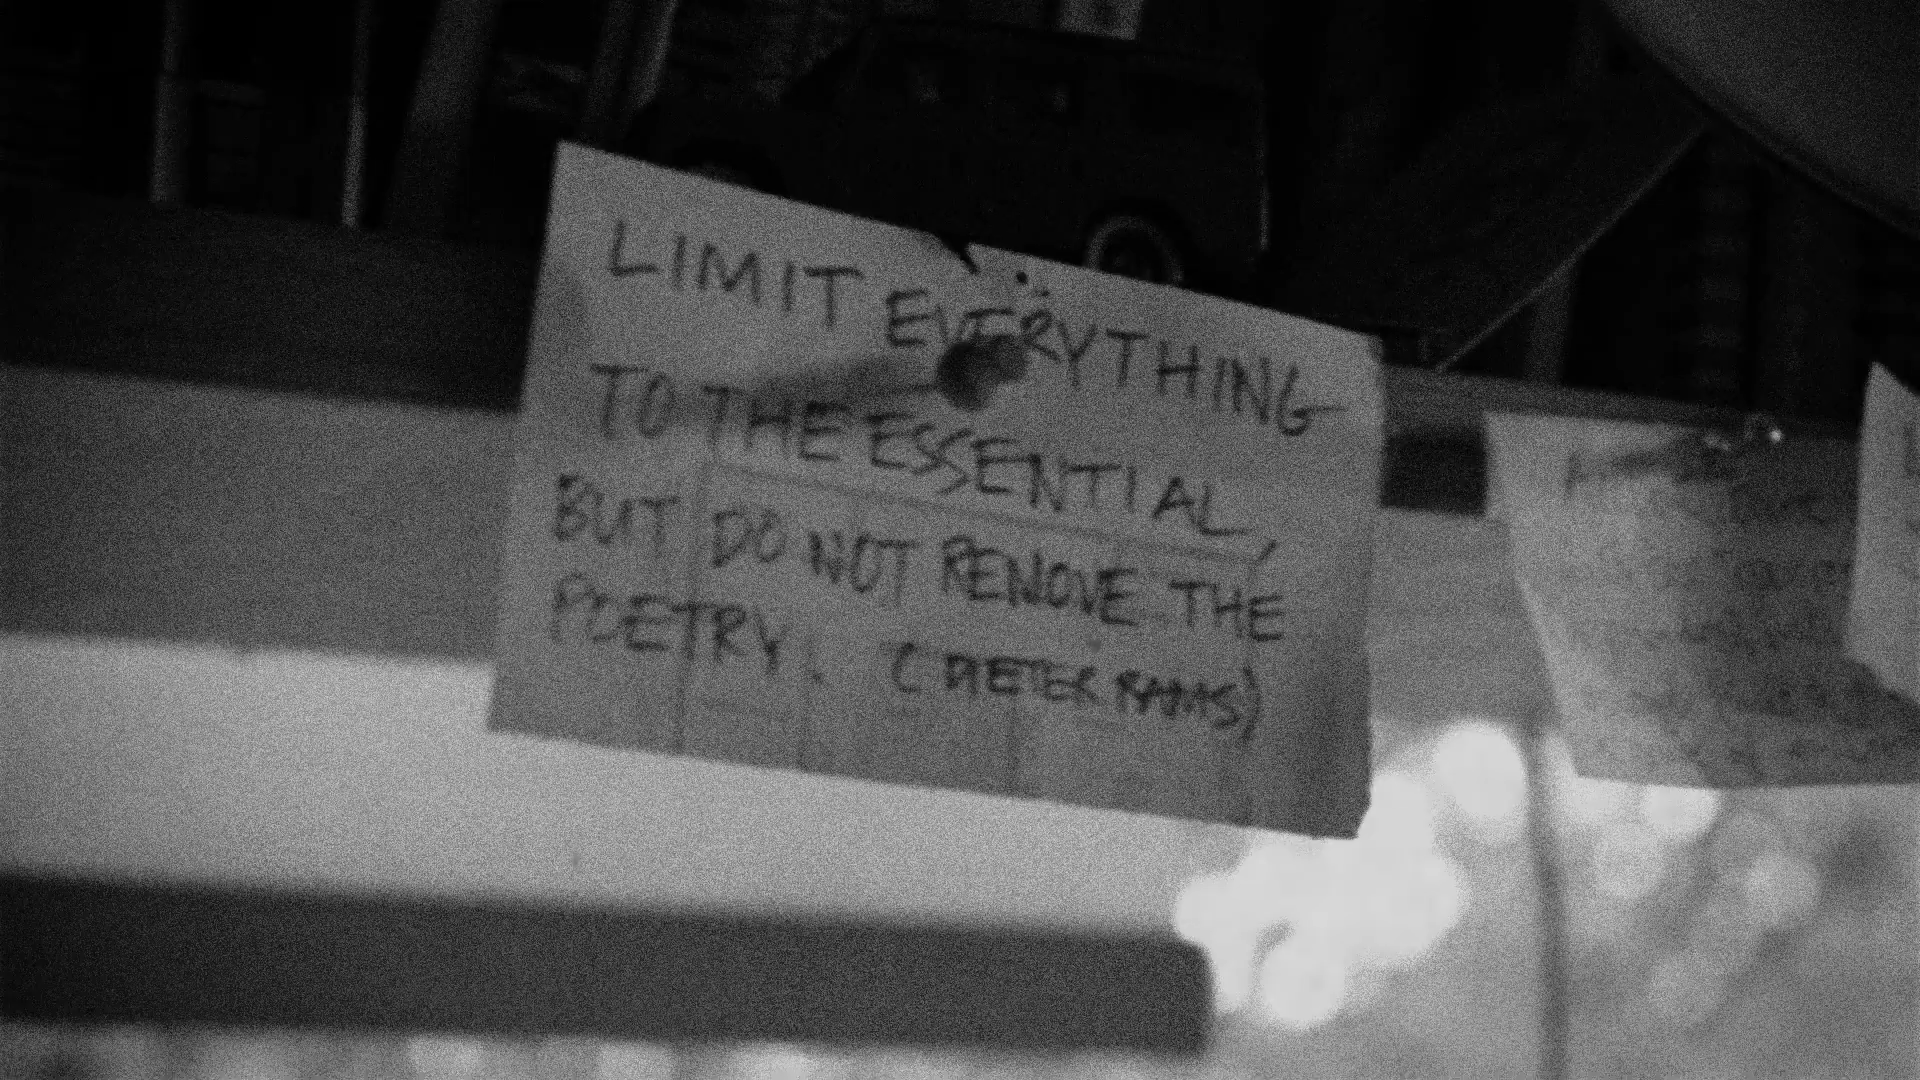 LIMIT EVERYTHING
TO THE ESSENTIAL,
BUT DO NOT REMOVE THE
POETRY. (DIETER RAMS)